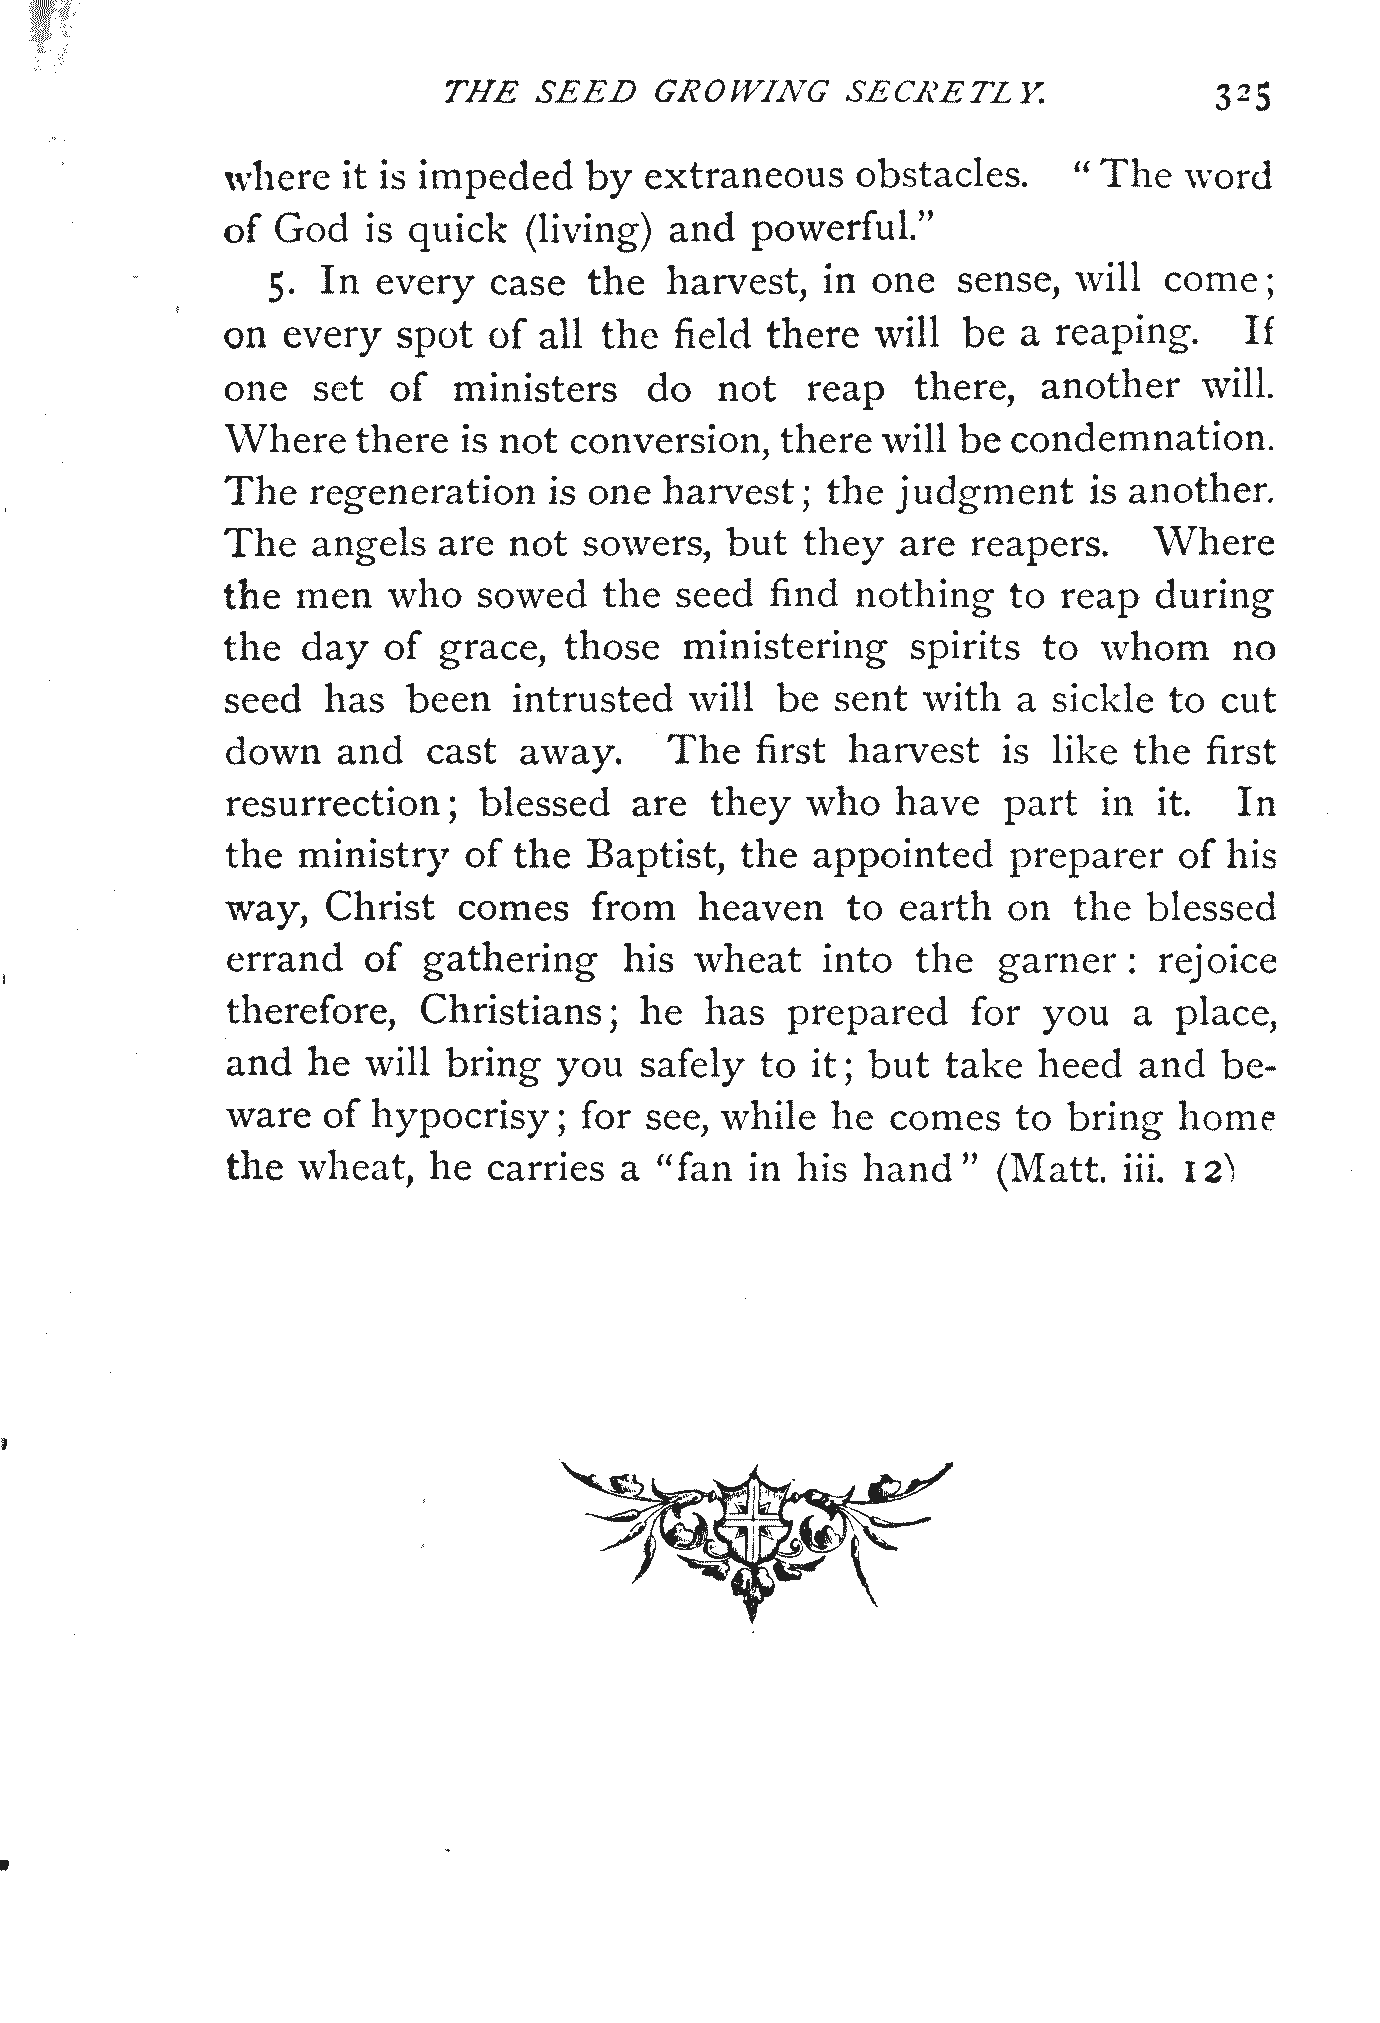 THE SEED GROWING SECRETLY. 325
where it is impeded by extraneous obstacles. “The word
of God is quick (living) and powerful.”
5. In every case the harvest, in one sense, will come;
on every spot of all the field there will be a reaping. If
one set of ministers do not reap there, another will.
Where there is not conversion, there will be condemnation.
The regeneration is one harvest; the judgment is another.
The angels are not sowers, but they are reapers. Where
the men who sowed the seed find nothing to reap during
the day of grace, those ministering spirits to whom no
seed has been intrusted will be sent with a sickle to cut
down and cast away. The first harvest is like the first
resurrection; blessed are they who have part in it. In
the ministry of the Baptist, the appointed preparer of his
way, Christ comes from heaven to earth on the blessed
errand of gathering his wheat into the garner: rejoice
therefore, Christians; he has prepared for you a place,
and he will bring you safely to it; but take heed and be-
ware of hypocrisy; for see, while he comes to bring home
the wheat, he carries a “fan in his hand” (Matt. iii. 12)